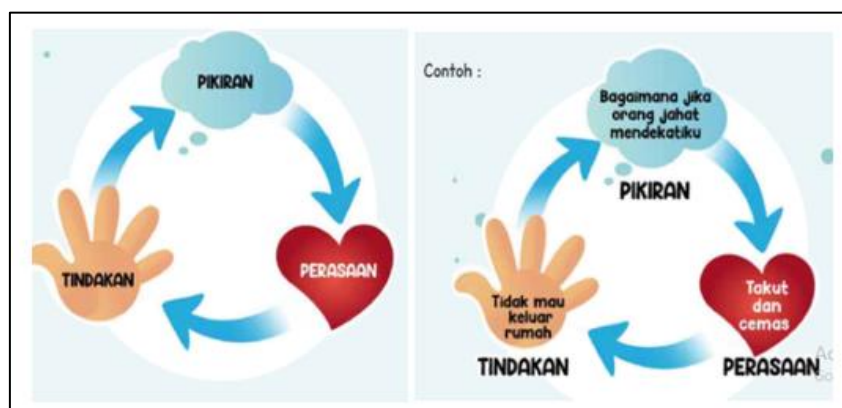 PIKIRAN
PERASAAN
TINDAKAN
Contoh :
Bagaimana jika
orang jahat
mendekatiku
PIKIRAN
Takut
dan
cemas
PERASAAN
Tidak mau
keluar
rumah
TINDAKAN